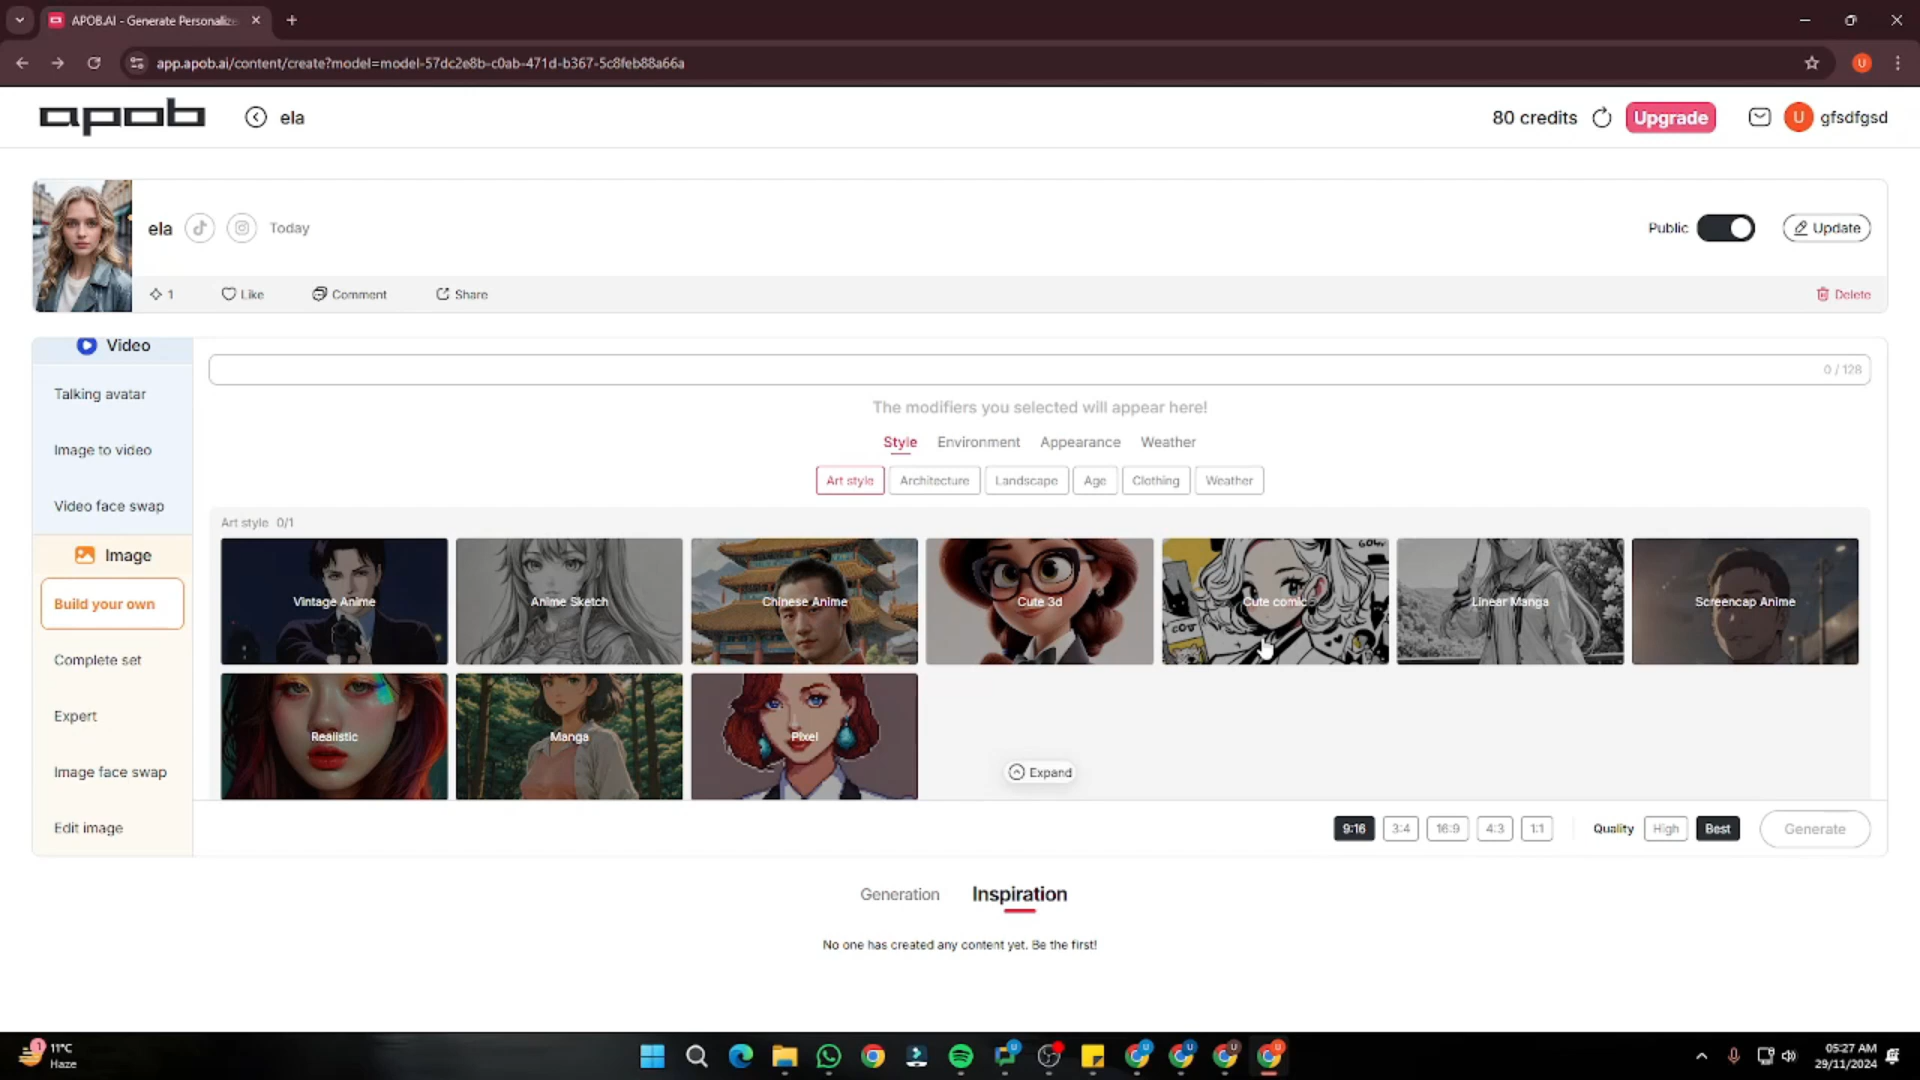 APOB.AI - Generate Personalize
app.apob.ai/content/create?model=model-57dc2e8b-c0ab-471d-b367-5c8feb88a66a
apob
ela
80 credits
Upgrade
U
gfsdfgsd
ela
Today
Public
Update
1
Like
Comment
Share
Delete
Video
Talking avatar
Image to video
Video face swap
Image
Build your own
Complete set
Expert
Image face swap
Edit image
0 / 128
The modifiers you selected will appear here!
Style Environment Appearance Weather
Art style Architecture Landscape Age Clothing Weather
Art style 0/1
Vintage Anime
Anime Sketch
Chinese Anime
Cute 3d
Cute comic
Linear Manga
Screencap Anime
Realistic
Manga
Pixel
Expand
9:16 3:4 16:9 4:3 1:1
Quality High Best
Generate
Generation Inspiration
No one has created any content yet. Be the first!
1
11°C
Haze
05:27 AM
29/11/2024